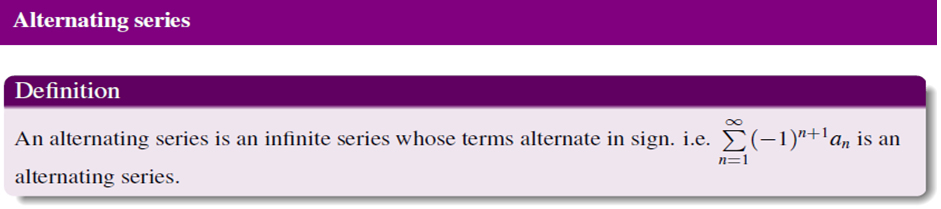 Alternating series
Definition
An alternating series is an infinite series whose terms alternate in sign. i.e. ∑_{n=1}^{∞}(−1)^{n+1}a_n is an
alternating series.